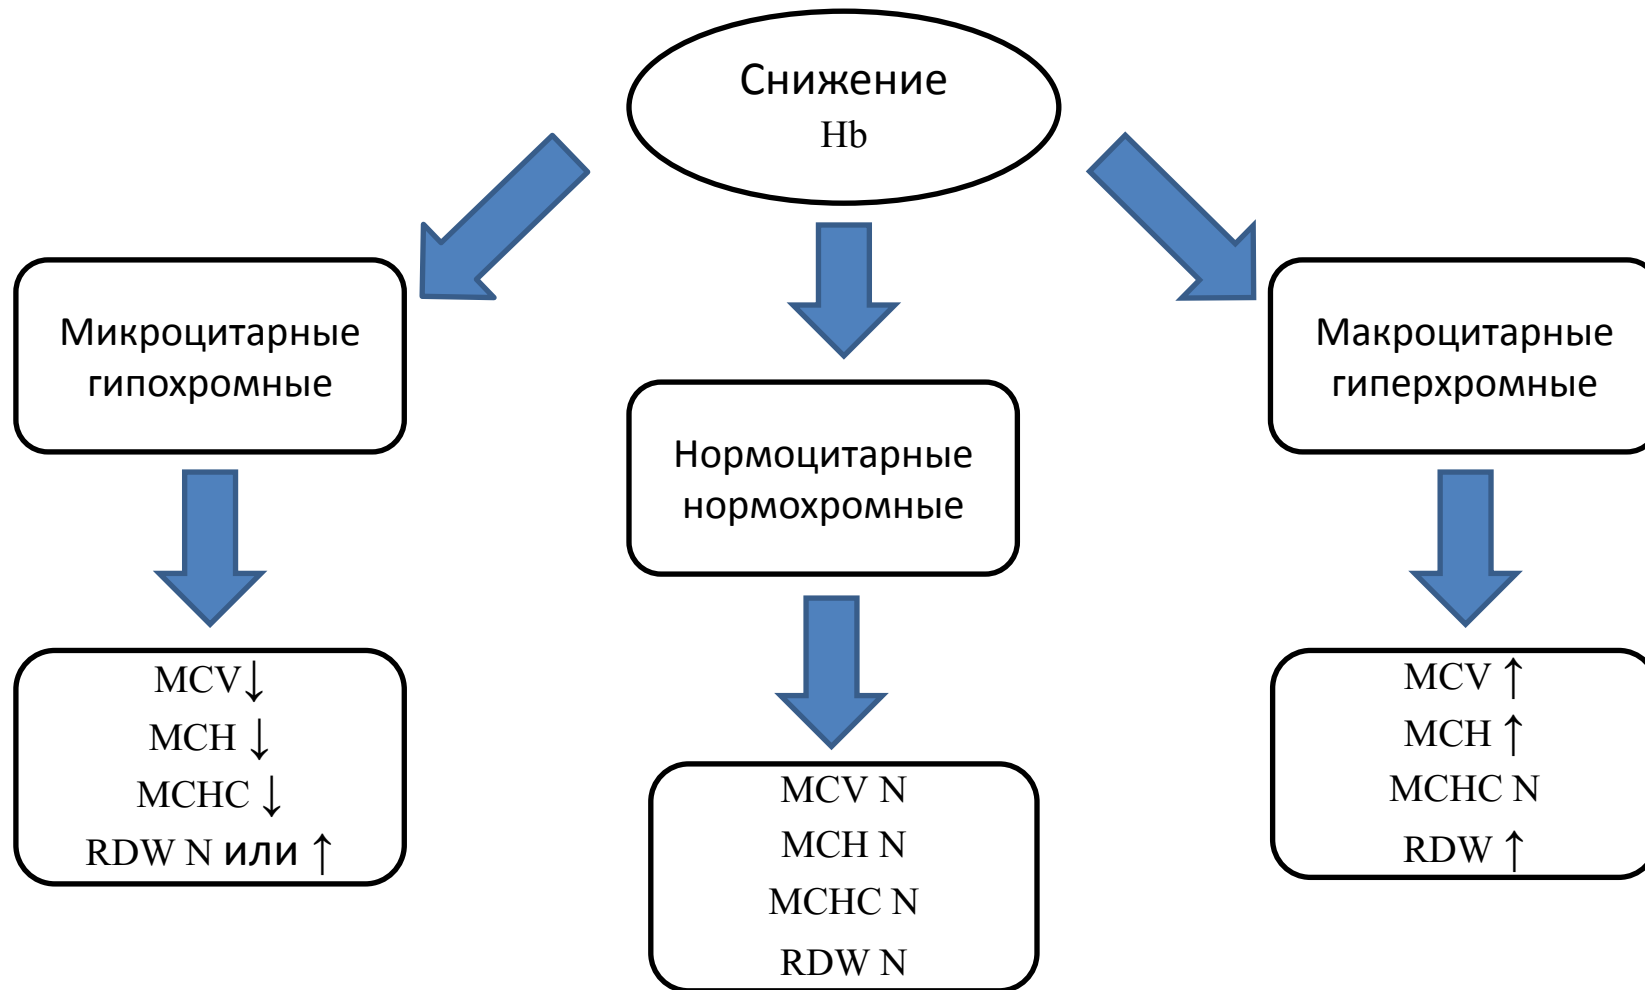 Снижение
Hb
Микроцитарные
гипохромные
Нормоцитарные
нормохромные
Макроцитарные
гиперхромные
MCV↓
MCH ↓
MCHC ↓
RDW N или ↑
MCV N
MCH N
MCHC N
RDW N
MCV ↑
MCH ↑
MCHC N
RDW ↑